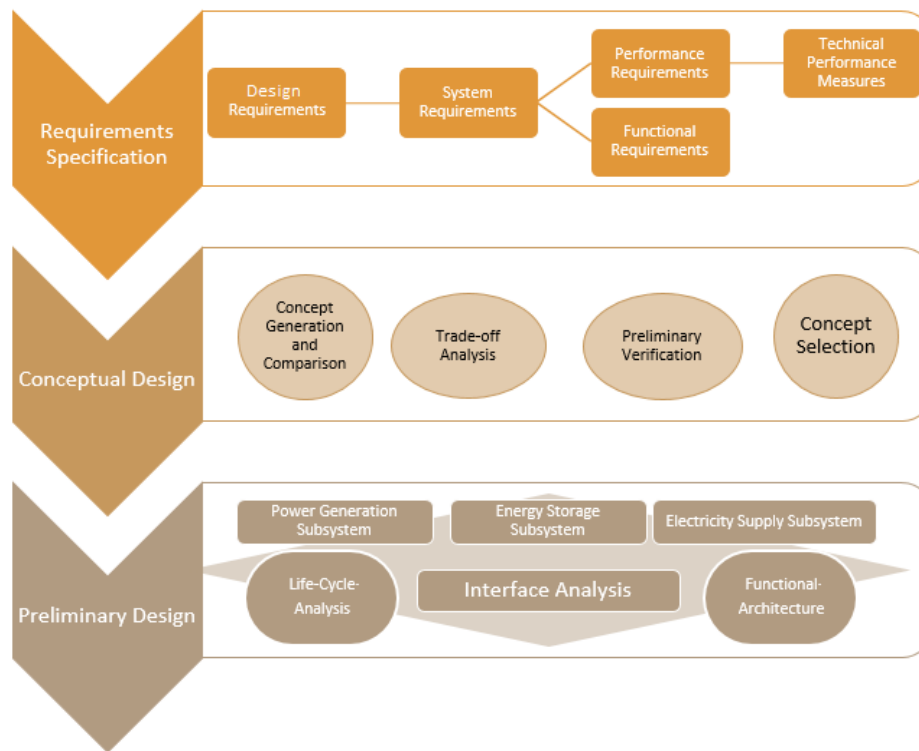 Requirements
Specification
Design
Requirements
System
Requirements
Performance
Requirements
Functional
Requirements
Technical
Performance
Measures
Conceptual Design
Concept
Generation
and
Comparison
Trade-off
Analysis
Preliminary
Verification
Concept
Selection
Preliminary Design
Power Generation
Subsystem
Energy Storage
Subsystem
Electricity Supply Subsystem
Life-Cycle-
Analysis
Interface Analysis
Functional-
Architecture